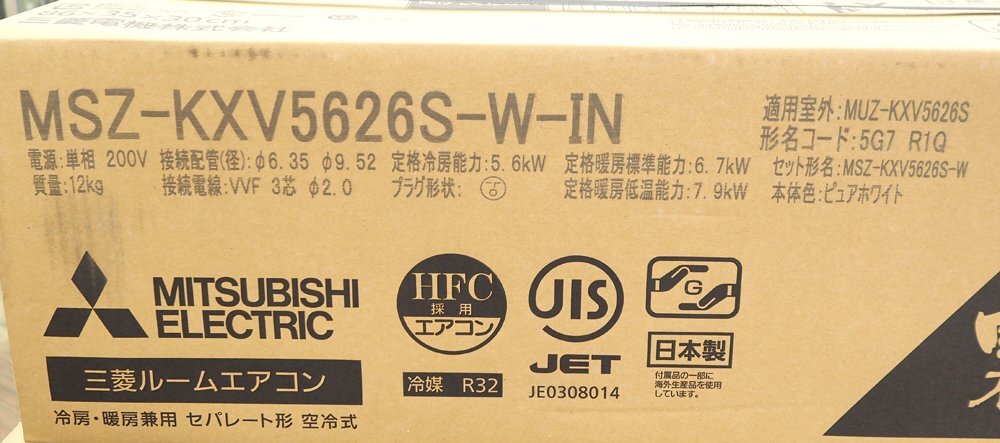 MSZ-KXV5626S-W-IN
適用室外:MUZ-KXV5626S
形名コード:5G7 R1Q
セット形名:MSZ-KXV5626S-W
本体色:ピュアホワイト
電源:単相 200V 接続配管(径):φ6.35 φ9.52 定格冷房能力:5.6kW 定格暖房標準能力:6.7kW
質量:12kg 接続電線:VVF 3芯 φ2.0 プラグ形状: 定格暖房低温能力:7.9kW
MITSUBISHI
ELECTRIC
三菱ルームエアコン
冷房・暖房兼用 セパレート形 空冷式
HFC
採用
エアコン
冷媒 R32
JIS
JET
JE0308014
G
日本製
付属品の一部に
海外生産品を使用
しています。